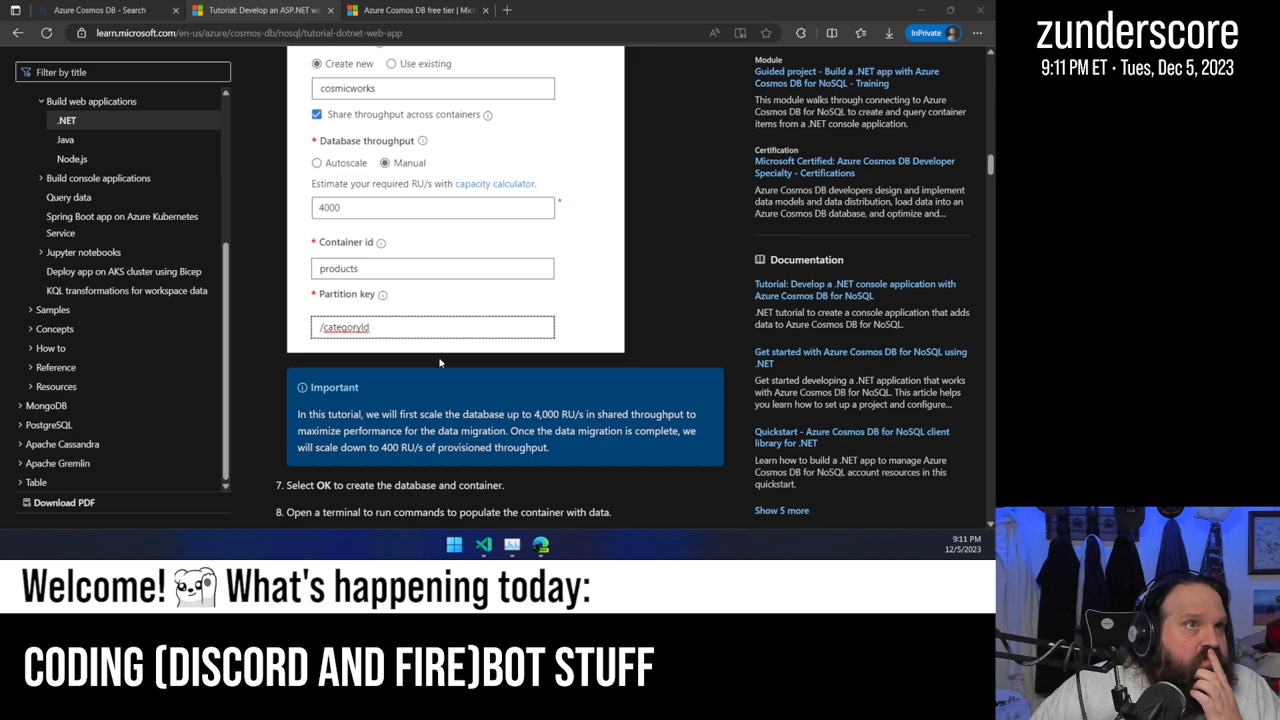 Azure Cosmos DB - Search
Tutorial: Develop an ASP.NET we
Azure Cosmos DB free tier | Micr
learn.microsoft.com/en-us/azure/cosmos-db/nosql/tutorial-dotnet-web-app
InPrivate
Filter by title
Build web applications
.NET
Java
Node.js
Build console applications
Query data
Spring Boot app on Azure Kubernetes
Service
Jupyter notebooks
Deploy app on AKS cluster using Bicep
KQL transformations for workspace data
Samples
Concepts
How to
Reference
Resources
MongoDB
PostgreSQL
Apache Cassandra
Apache Gremlin
Table
Download PDF
Create new Use existing
cosmicworks
Share throughput across containers
* Database throughput
Autoscale Manual
Estimate your required RU/s with capacity calculator.
4000 *
* Container id
products
* Partition key
/categoryId
Important
In this tutorial, we will first scale the database up to 4,000 RU/s in shared throughput to
maximize performance for the data migration. Once the data migration is complete, we
will scale down to 400 RU/s of provisioned throughput.
7. Select OK to create the database and container.
8. Open a terminal to run commands to populate the container with data.
Module
Guided project - Build a .NET app with Azure
Cosmos DB for NoSQL - Training
This module walks through connecting to Azure
Cosmos DB for NoSQL to create and query container
items from a .NET console application.
Certification
Microsoft Certified: Azure Cosmos DB Developer
Specialty - Certifications
Azure Cosmos DB developers design and implement
data models and data distribution, load data into an
Azure Cosmos DB database, and optimize and...
Documentation
Tutorial: Develop a .NET console application with
Azure Cosmos DB for NoSQL
.NET tutorial to create a console application that adds
data to Azure Cosmos DB for NoSQL.
Get started with Azure Cosmos DB for NoSQL using
.NET
Get started developing a .NET application that works
with Azure Cosmos DB for NoSQL. This article helps
you learn how to set up a project and configure...
Quickstart - Azure Cosmos DB for NoSQL client
library for .NET
Learn how to build a .NET app to manage Azure
Cosmos DB for NoSQL account resources in this
quickstart.
Show 5 more
9:11 PM
12/5/2023
zunderscore
9:11 PM ET • Tues, Dec 5, 2023
Welcome! What's happening today:
CODING (DISCORD AND FIRE)BOT STUFF